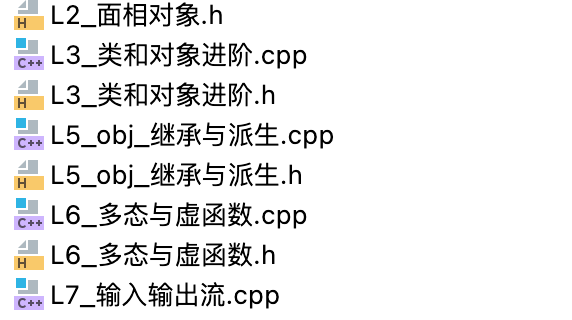 H L2_面相对象.h
C++ L3_类和对象进阶.cpp
H L3_类和对象进阶.h
C++ L5_obj_继承与派生.cpp
H L5_obj_继承与派生.h
C++ L6_多态与虚函数.cpp
H L6_多态与虚函数.h
C++ L7_输入输出流.cpp